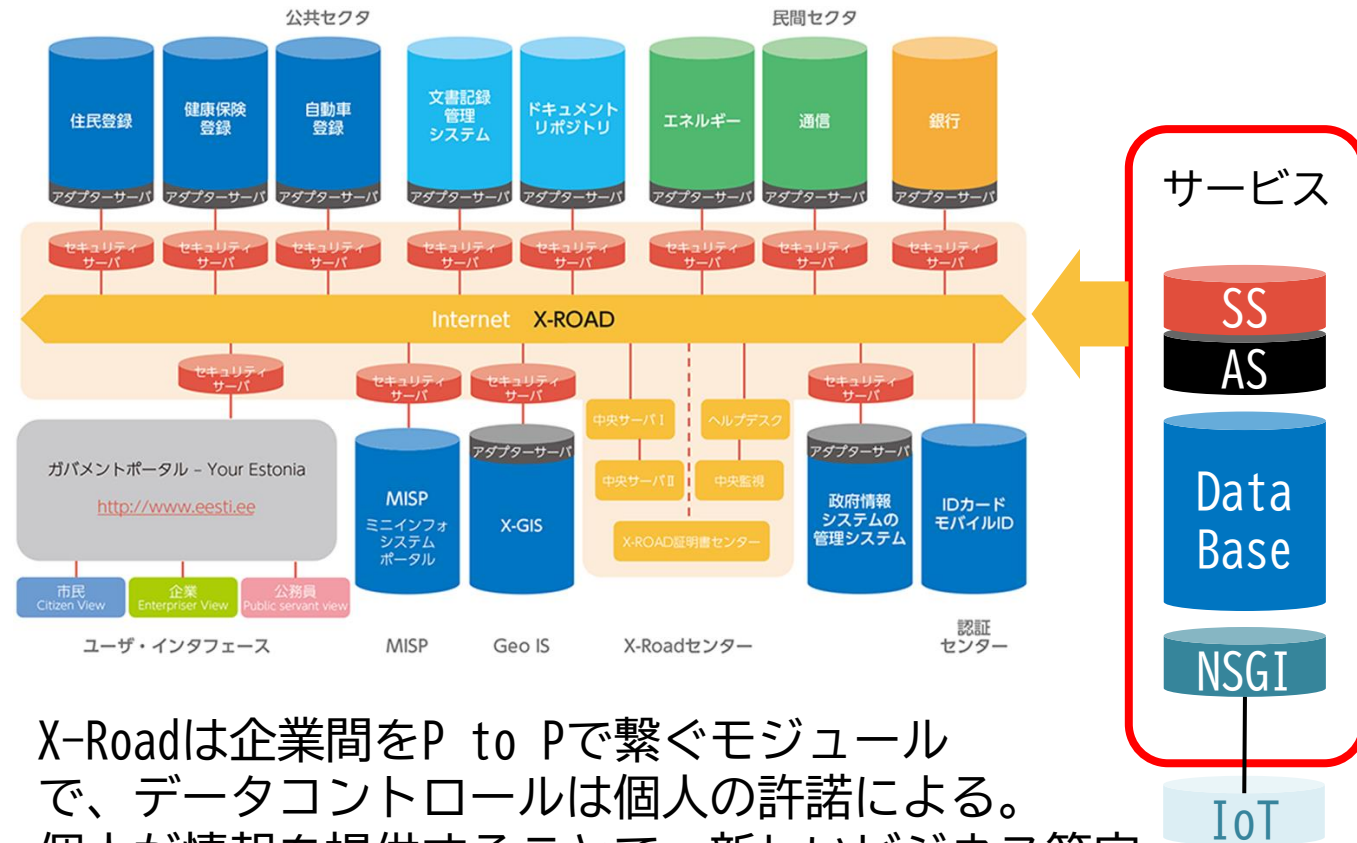 公共セクタ
民間セクタ
住民登録
健康保険
登録
自動車
登録
文書記録
管理
システム
ドキュメント
リポジトリ
エネルギー
通信
銀行
アダプターサーバ
アダプターサーバ
アダプターサーバ
アダプターサーバ
アダプターサーバ
アダプターサーバ
アダプターサーバ
アダプターサーバ
セキュリティ
サーバ
セキュリティ
サーバ
セキュリティ
サーバ
セキュリティ
サーバ
セキュリティ
サーバ
セキュリティ
サーバ
セキュリティ
サーバ
セキュリティ
サーバ
Internet X-ROAD
セキュリティ
サーバ
セキュリティ
サーバ
セキュリティ
サーバ
セキュリティ
サーバ
ガバメントポータル – Your Estonia
http://www.eesti.ee
市民
Citizen View
企業
Enterpriser View
公務員
Public servant view
ユーザ・インタフェース
MISP
ミニインフォ
システム
ポータル
MISP
アダプターサーバ
X-GIS
Geo IS
中央サーバ I
ヘルプデスク
中央サーバ II
中央監視
X-ROAD証明書センター
X-Roadセンター
アダプターサーバ
政府情報
システムの
管理システム
IDカード
モバイルID
認証
センター
サービス
SS
AS
Data
Base
NSGI
IoT
X-Roadは企業間をP to Pで繋ぐモジュール
で、データコントロールは個人の許諾による。